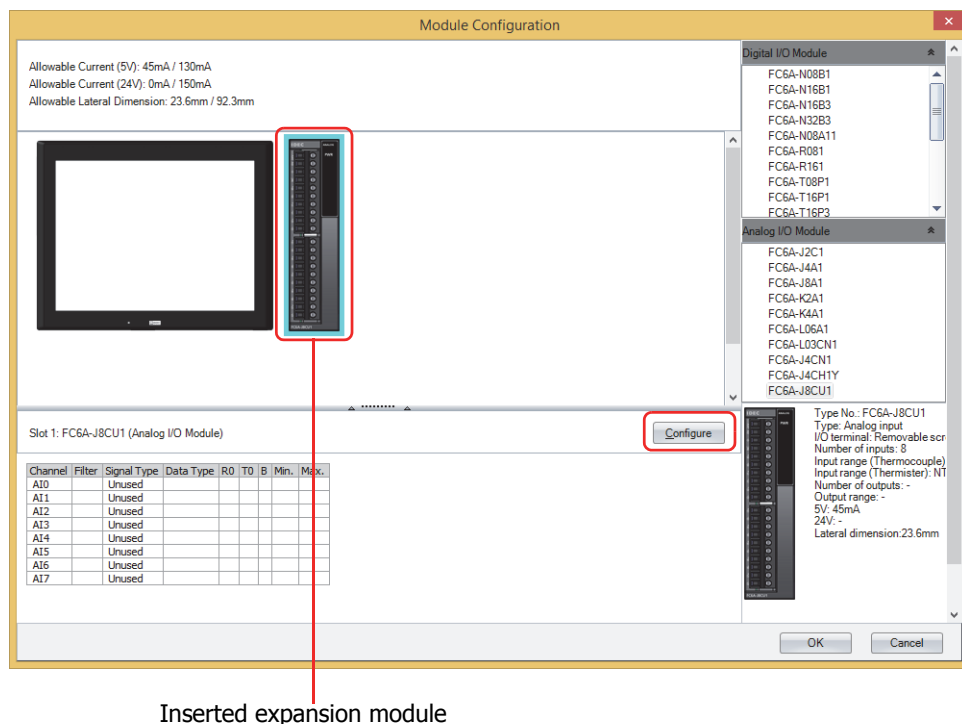 Module Configuration
Allowable Current (5V): 45mA / 130mA
Allowable Current (24V): 0mA / 150mA
Allowable Lateral Dimension: 23.6mm / 92.3mm
Digital I/O Module
FC6A-N08B1
FC6A-N16B1
FC6A-N16B3
FC6A-N32B3
FC6A-N08A11
FC6A-R081
FC6A-R161
FC6A-T08P1
FC6A-T16P1
FC6A-T16P3
Analog I/O Module
FC6A-J2C1
FC6A-J4A1
FC6A-J8A1
FC6A-K2A1
FC6A-K4A1
FC6A-L06A1
FC6A-L03CN1
FC6A-J4CN1
FC6A-J4CH1Y
FC6A-J8CU1
Slot 1: FC6A-J8CU1 (Analog I/O Module)
Configure
Channel Filter Signal Type Data Type R0 T0 B Min. Max.
AI0 Unused
AI1 Unused
AI2 Unused
AI3 Unused
AI4 Unused
AI5 Unused
AI6 Unused
AI7 Unused
Type No.: FC6A-J8CU1
Type: Analog input
I/O terminal: Removable scr
Number of inputs: 8
Input range (Thermocouple)
Input range (Thermister): NT
Number of outputs: -
Output range: -
5V: 45mA
24V: -
Lateral dimension:23.6mm
OK Cancel
Inserted expansion module